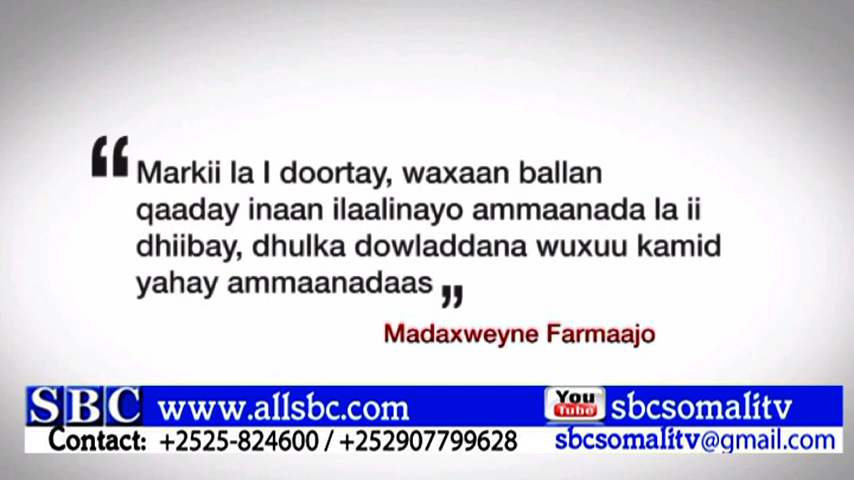 “Markii la I doortay, waxaan ballan
qaaday inaan ilaalinayo ammaanada la ii
dhiibay, dhulka dowladdana wuxuu kamid
yahay ammaanadaas„
Madaxweyne Farmaajo
SBC www.allsbc.com You Tube sbcsomalitv
Contact: +2525-824600 / +252907799628 sbcsomalitv@gmail.com